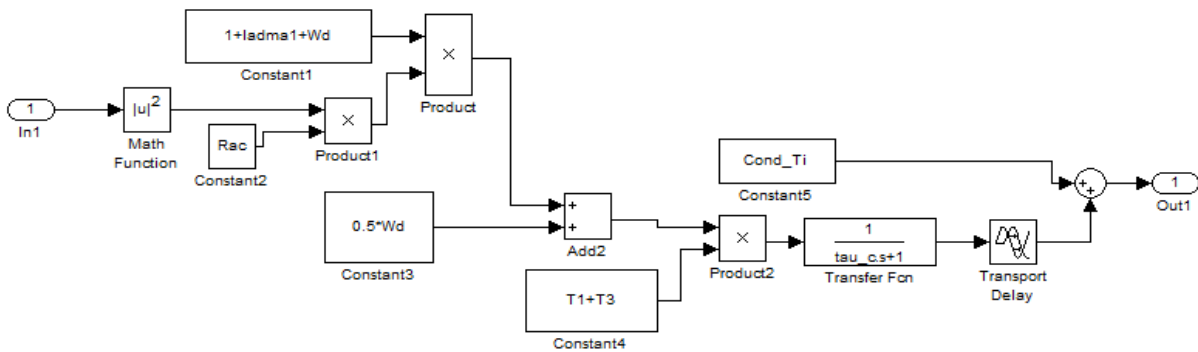 1+ladma1+Wd
Constant1
×
Product
1
In1
|u|²
Math
Function
Rac
Constant2
×
Product1
Cond_Ti
Constant5
+
+
1
Out1
0.5*Wd
Constant3
+
+
Add2
×
Product2
1
tau_c.s+1
Transfer Fcn
Transport
Delay
T1+T3
Constant4